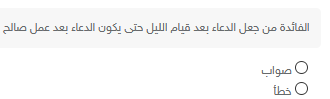 الفائدة من جعل الدعاء بعد قيام الليل حتى يكون الدعاء بعد عمل صالح
صواب
خطأ